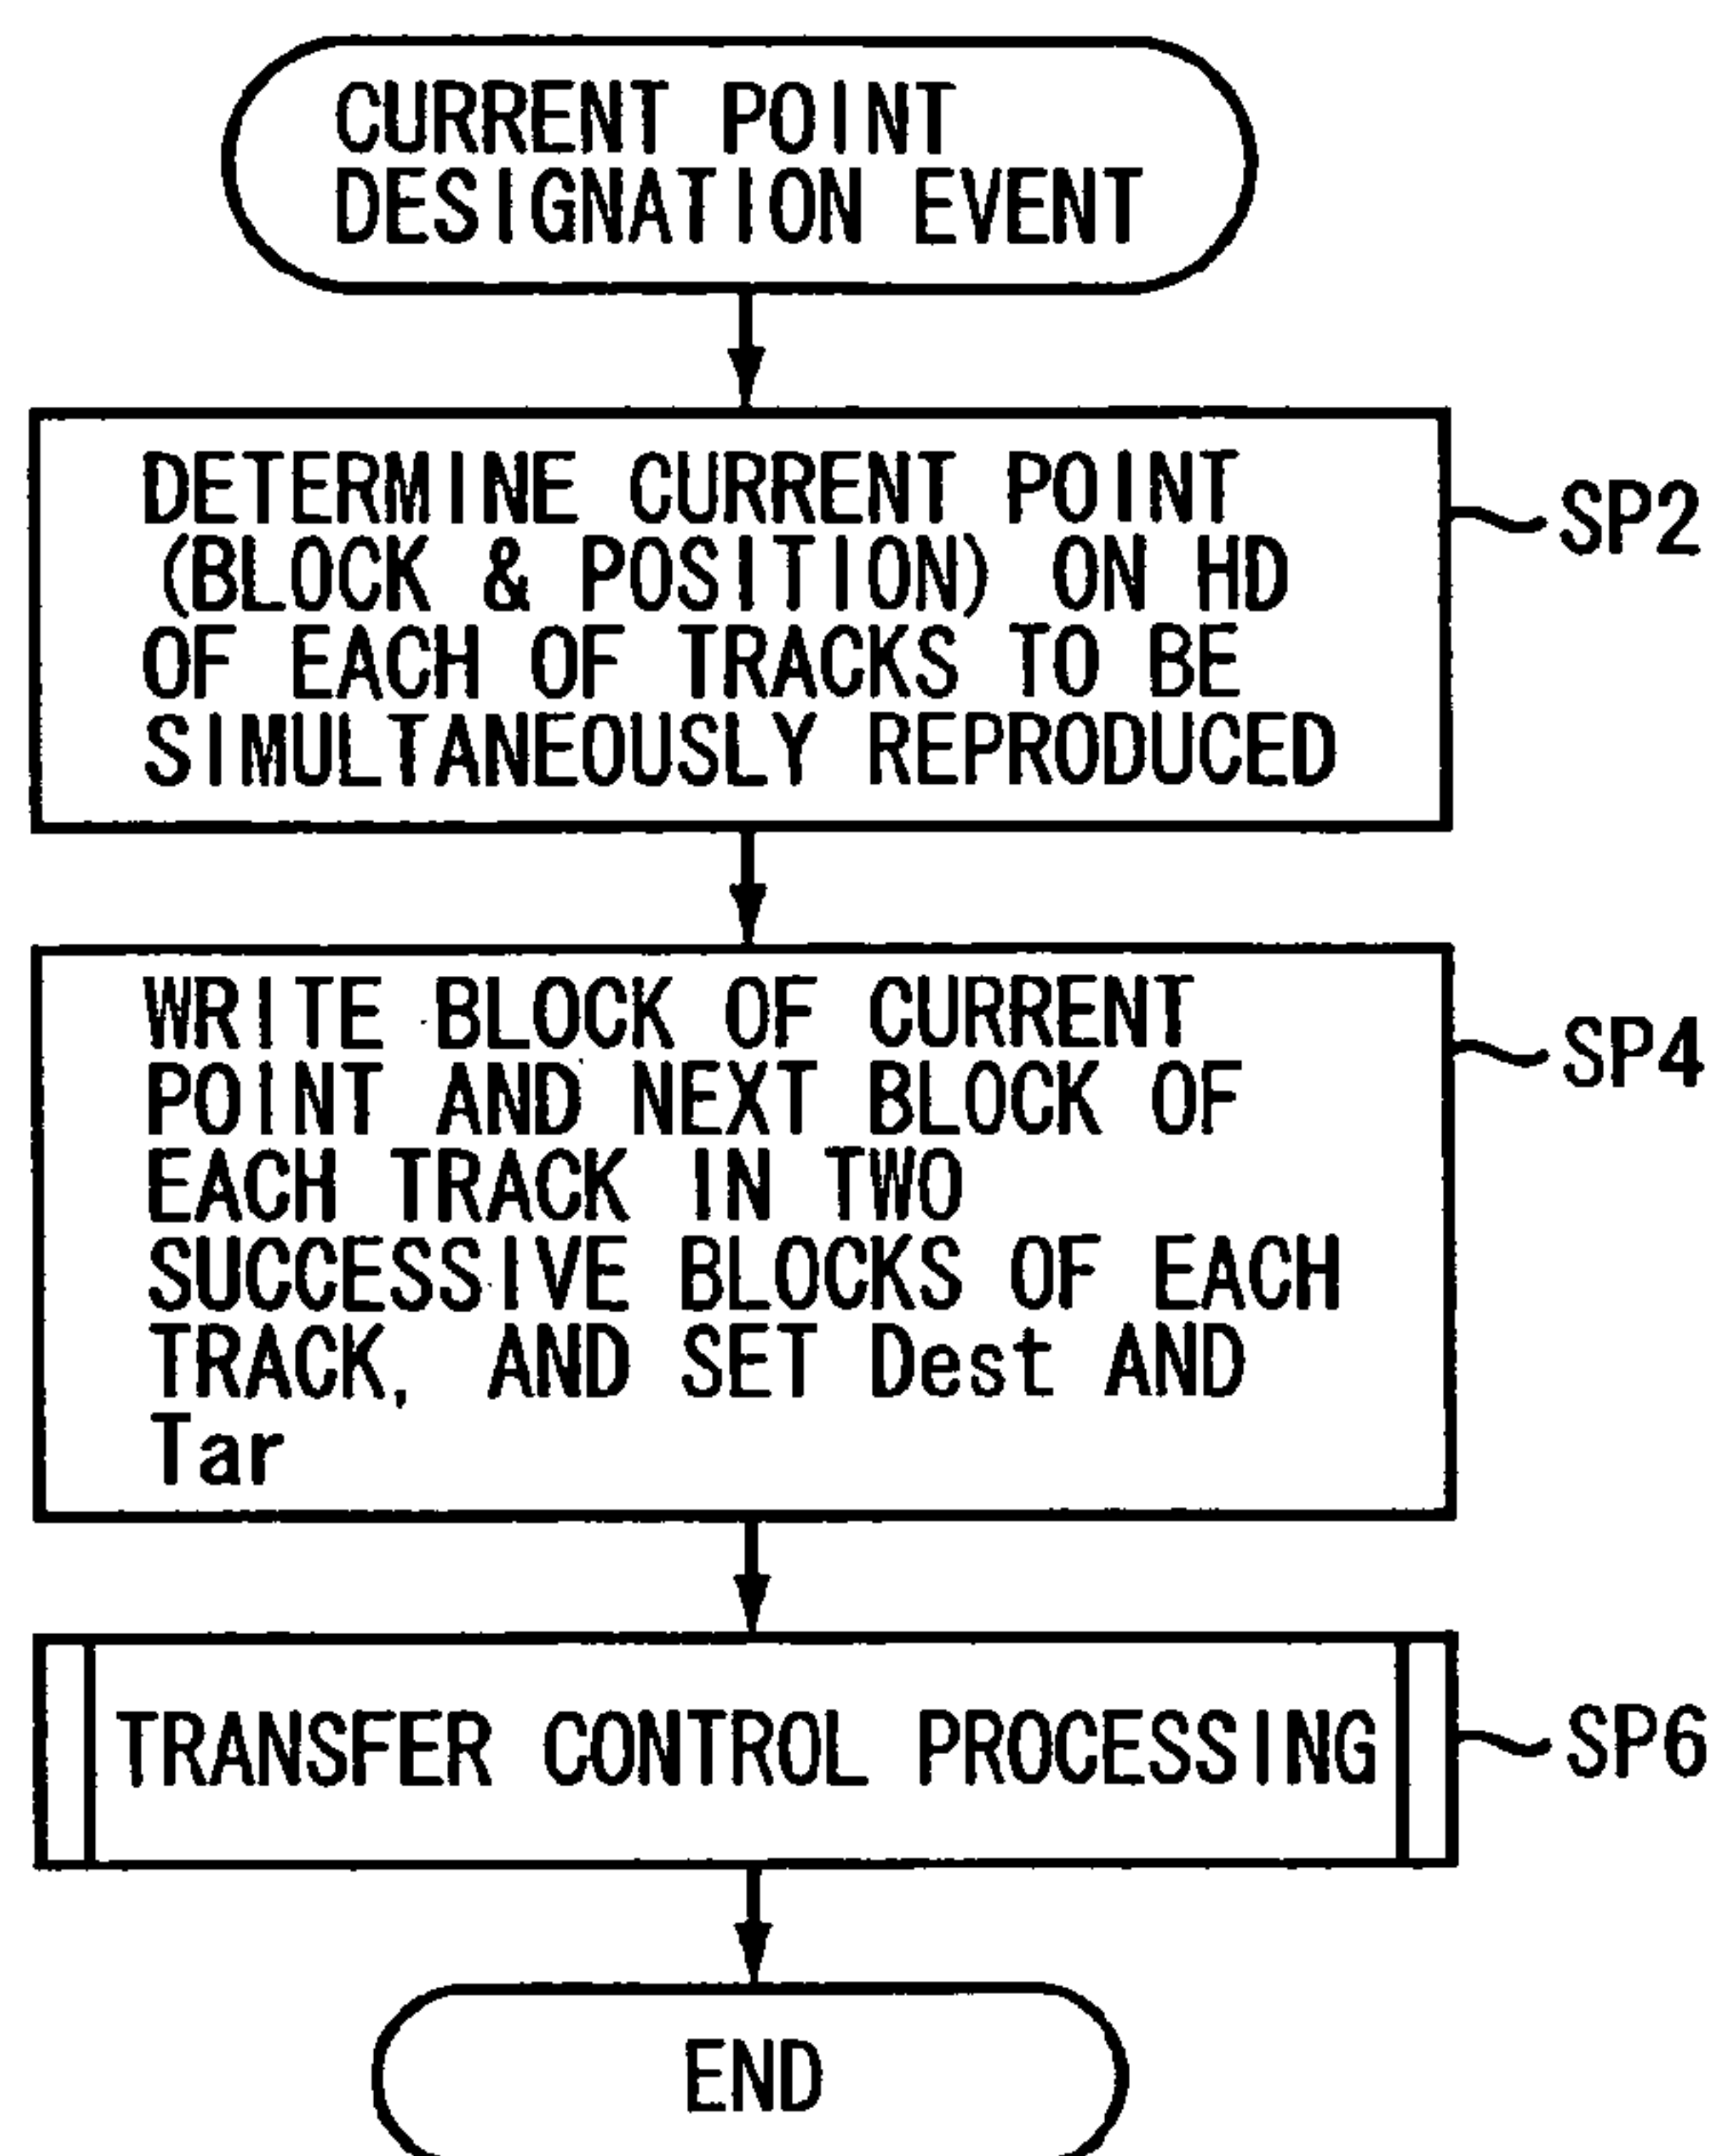 CURRENT POINT
DESIGNATION EVENT
DETERMINE CURRENT POINT
(BLOCK & POSITION) ON HD
OF EACH OF TRACKS TO BE
SIMULTANEOUSLY REPRODUCED
SP2
WRITE BLOCK OF CURRENT
POINT AND NEXT BLOCK OF
EACH TRACK IN TWO
SUCCESSIVE BLOCKS OF EACH
TRACK, AND SET Dest AND
Tar
SP4
TRANSFER CONTROL PROCESSING
SP6
END